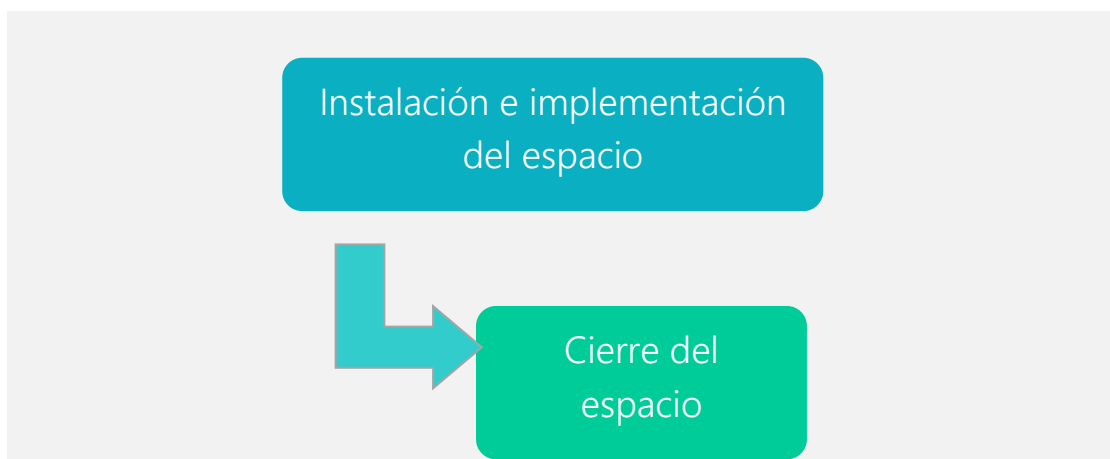 Instalación e implementación
del espacio
Cierre del
espacio